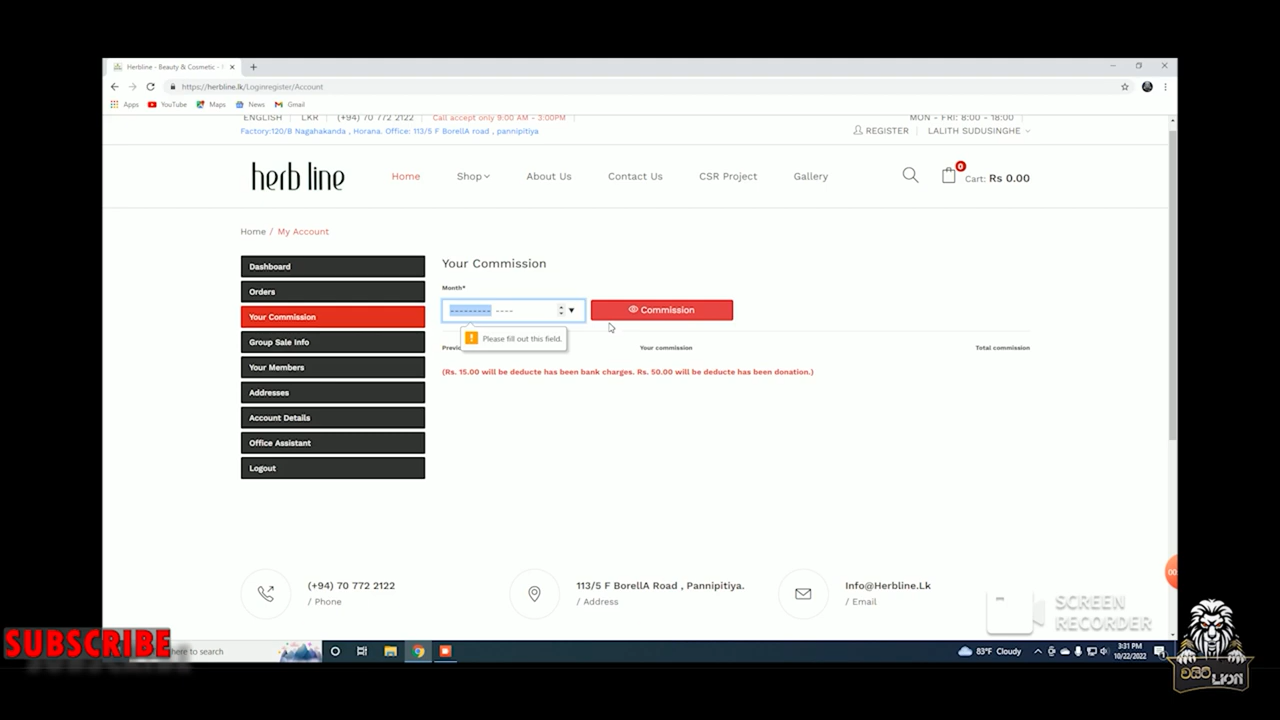 Herbline - Beauty & Cosmetic -
https://herbline.lk/Loginregister/Account
Apps YouTube Maps News Gmail
ENGLISH LKR (+94) 70 772 2122 Call accept only 9:00 AM - 3:00PM MON - FRI: 8:00 - 18:00
Factory:120/B Nagahakanda , Horana. Office: 113/5 F BorellA road , pannipitiya REGISTER LALITH SUDUSINGHE
herb line Home Shop About Us Contact Us CSR Project Gallery 0 Cart: Rs 0.00
Home / My Account
Dashboard
Orders
Your Commission
Group Sale Info
Your Members
Addresses
Account Details
Office Assistant
Logout
Your Commission
Month*
--------- ---- Commission
Please fill out this field.
Your commission Total commission
(Rs. 15.00 will be deducte has been bank charges. Rs. 50.00 will be deducte has been donation.)
(+94) 70 772 2122
/ Phone
113/5 F BorellA Road , Pannipitiya.
/ Address
Info@Herbline.Lk
/ Email
SCREEN
RECORDER
SUBSCRIBE
here to search
83°F Cloudy
3:31 PM
10/22/2022
වයිට් LION